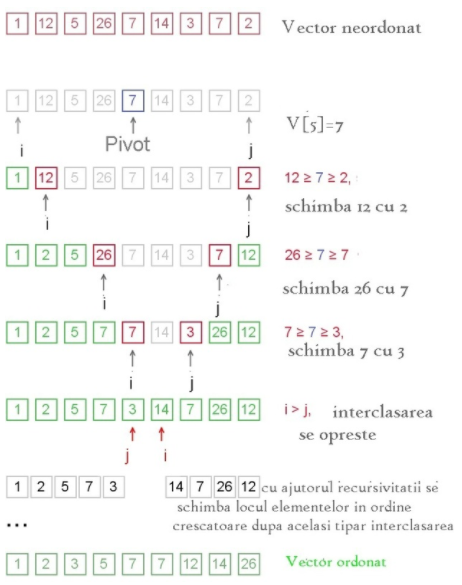 1 12 5 26 7 14 3 7 2 Vector neordonat
1 12 5 26 7 14 3 7 2 V[5]=7
i Pivot j
1 12 5 26 7 14 3 7 2 12 ≥ 7 ≥ 2,
i j schimba 12 cu 2
1 2 5 26 7 14 3 7 12 26 ≥ 7 ≥ 7
i j schimba 26 cu 7
1 2 5 7 7 14 3 26 12 7 ≥ 7 ≥ 3,
i j schimba 7 cu 3
1 2 5 7 3 14 7 26 12 i > j, interclasarea
j i se opreste
1 2 5 7 3 14 7 26 12 cu ajutorul recursivitatii se
schimba locul elementelor in ordine
... crescatoare dupa acelasi tipar interclasarea
1 2 3 5 7 7 12 14 26 Vector ordonat